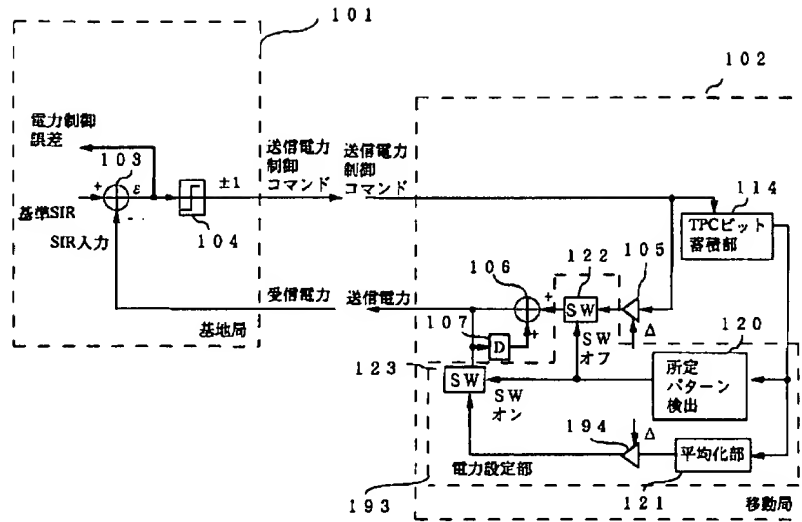 101
102
電力制御
誤差
103
+
ε
-
基準SIR
SIR入力
104
±1
送信電力
制御
コマンド
送信電力
制御
コマンド
受信電力
送信電力
基地局
114
TPCビット
蓄積部
106
122
105
+
+
SW
Δ
107
D
SW
オフ
120
所定
パターン
検出
123
SW
SW
オン
194
Δ
平均化部
電力設定部
193
121
移動局